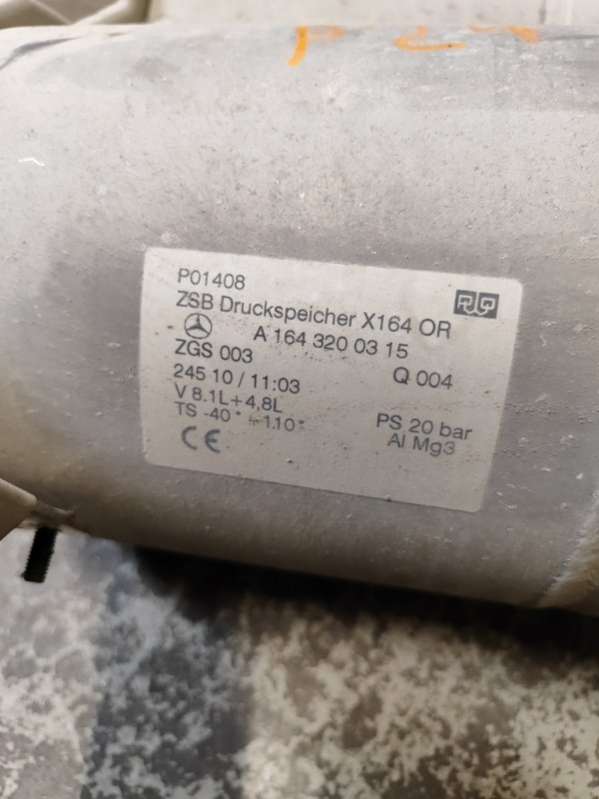 P01408
ZSB Druckspeicher X164 OR
A 164 320 03 15
ZGS 003
Q 004
245 10 / 11:03
V 8.1L+4.8L
TS -40° +110°
PS 20 bar
Al Mg3
CE